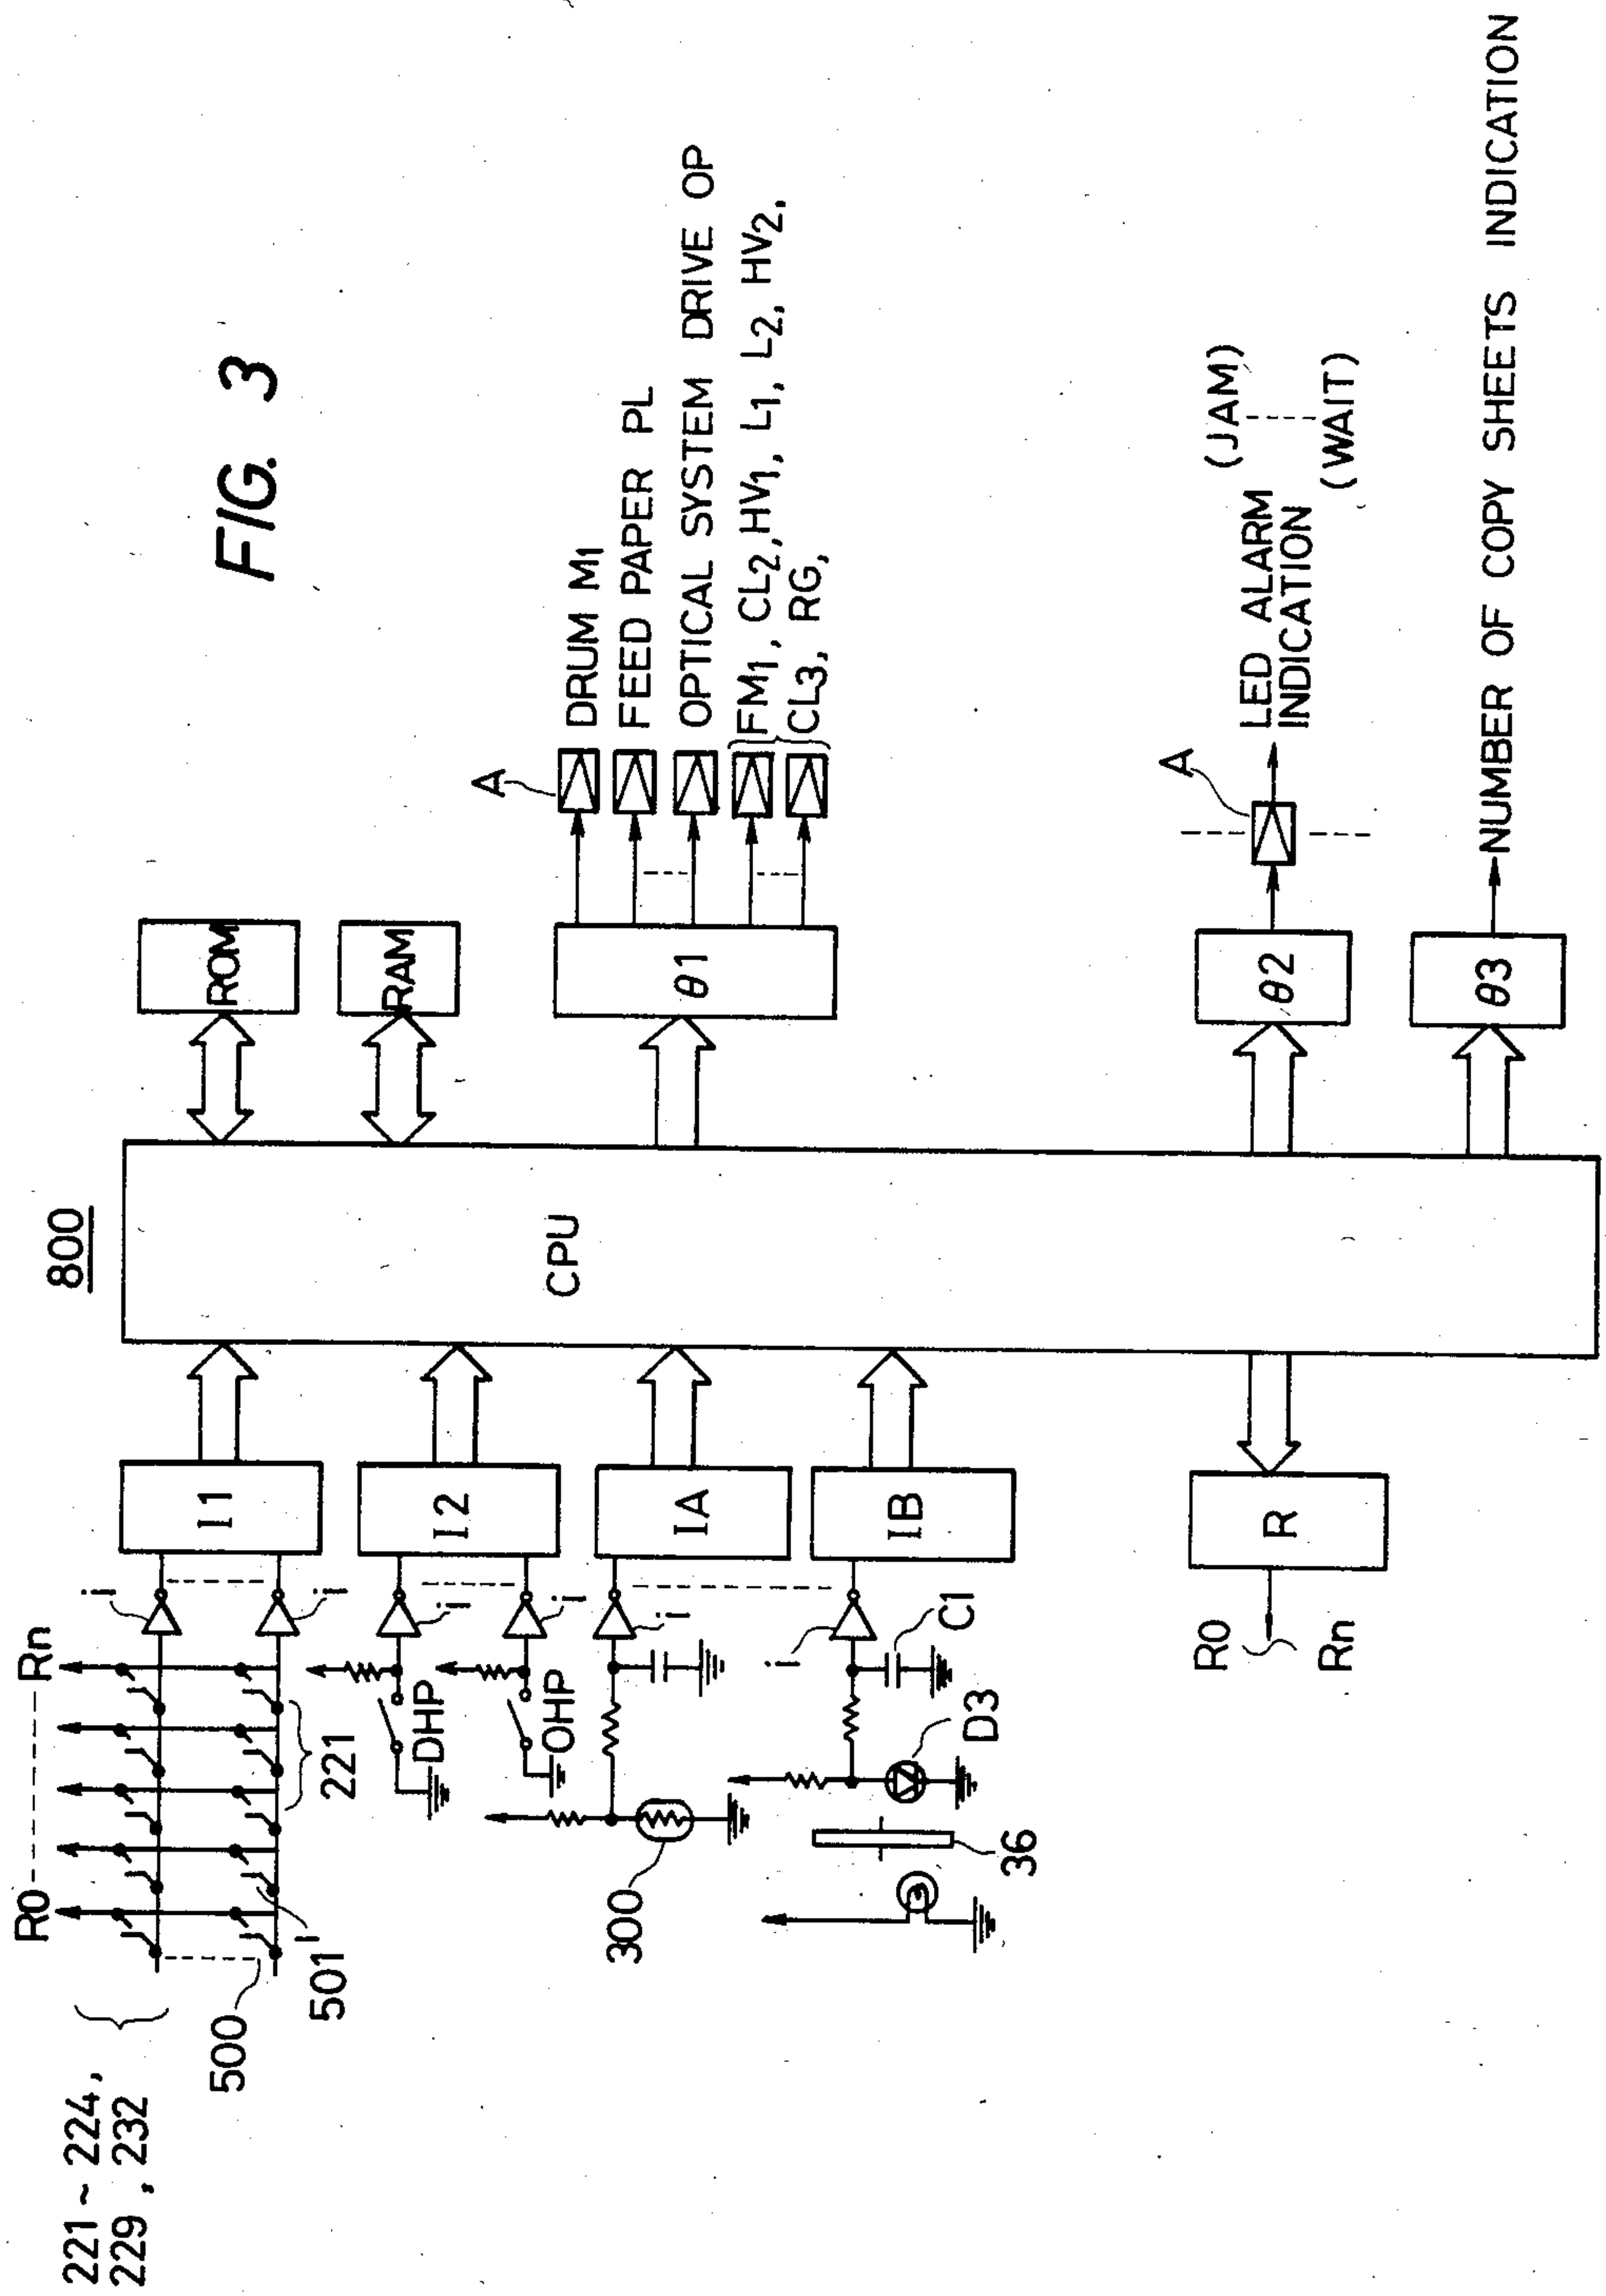 FIG. 3
800
221 ~ 224,
229 , 232
500
501
R0
Rn
221
i
i
I1
ROM
DHP
i
I2
RAM
OHP
i
CPU
300
i
IA
θ1
A
DRUM M1
FEED PAPER PL
OPTICAL SYSTEM DRIVE OP
FM1, CL2, HV1, L1, L2, HV2,
CL3, RG,
36
D3
C1
i
IB
R0
Rn
R
θ2
A
LED ALARM
INDICATION
(JAM)
(WAIT)
θ3
NUMBER OF COPY SHEETS INDICATION